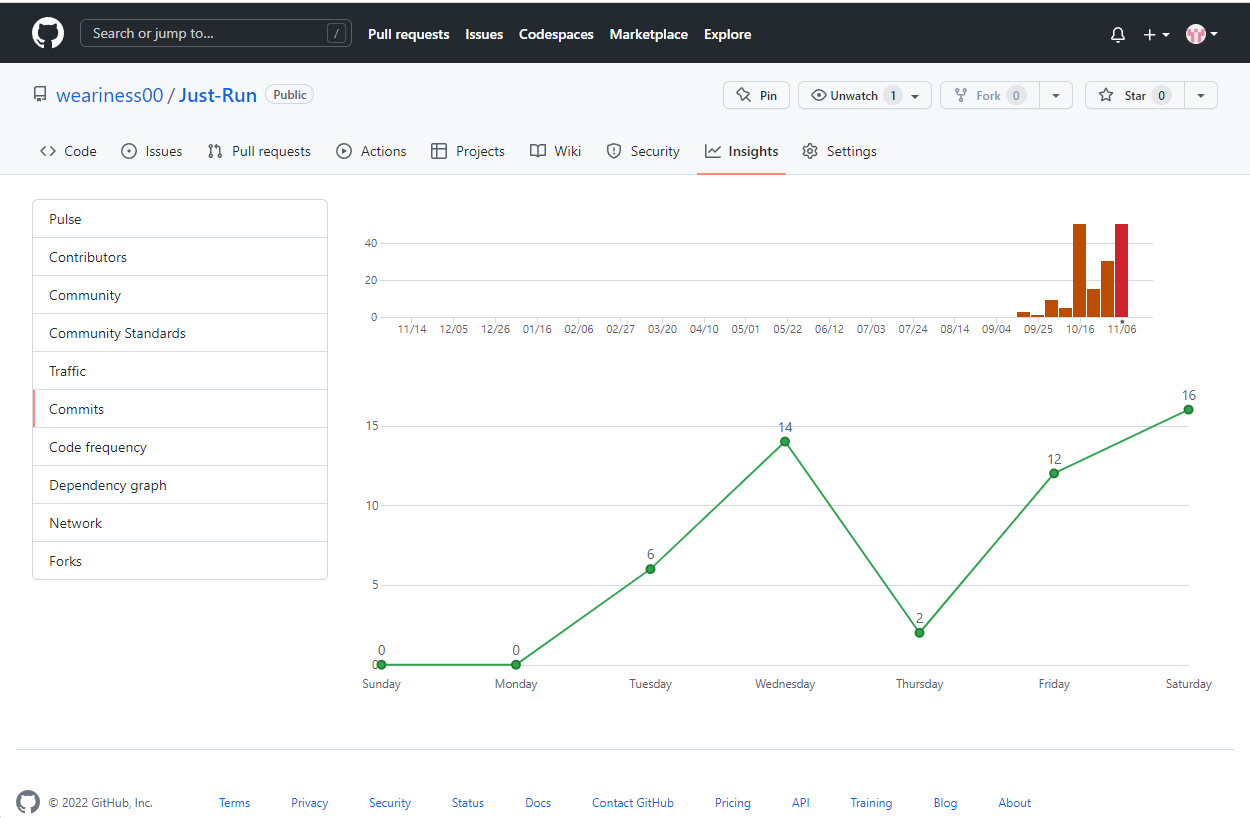 Search or jump to... / Pull requests Issues Codespaces Marketplace Explore
weariness00 / Just-Run Public Pin Unwatch 1 Fork 0 Star 0
Code Issues Pull requests Actions Projects Wiki Security Insights Settings
Pulse
Contributors
Community
Community Standards
Traffic
Commits
Code frequency
Dependency graph
Network
Forks
40
20
0
11/14 12/05 12/26 01/16 02/06 02/27 03/20 04/10 05/01 05/22 06/12 07/03 07/24 08/14 09/04 09/25 10/16 11/06
16
15
14
12
10
6
5
2
0 0
0
Sunday Monday Tuesday Wednesday Thursday Friday Saturday
© 2022 GitHub, Inc. Terms Privacy Security Status Docs Contact GitHub Pricing API Training Blog About